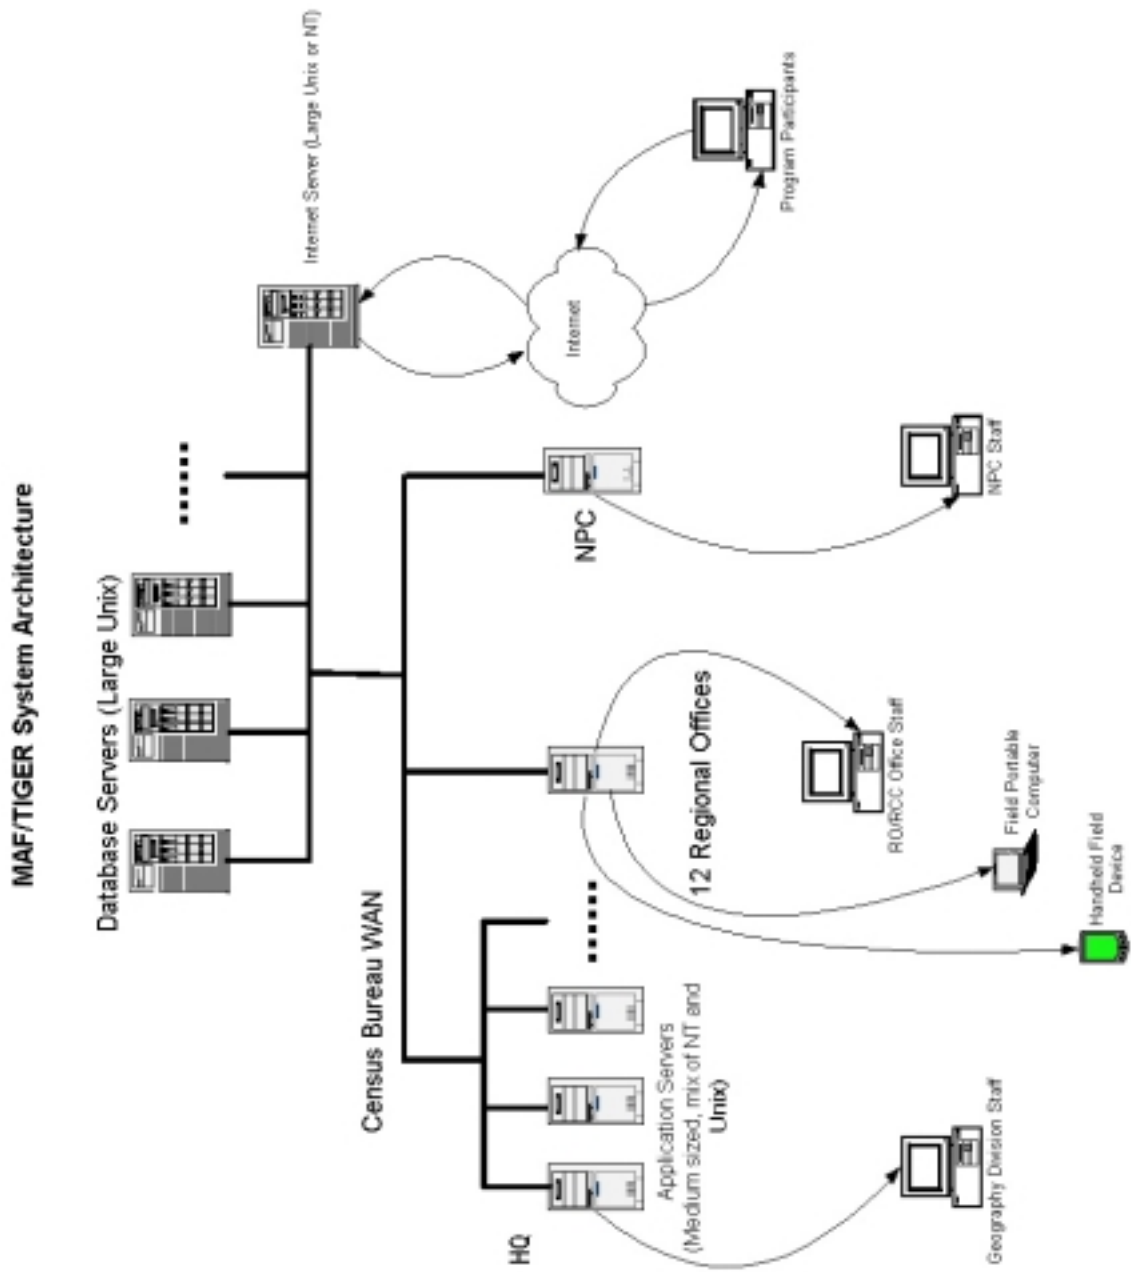 MAF/TIGER System Architecture
Database Servers (Large Unix)
Internet Server (Large Unix or NT)
Census Bureau WAN
Internet
Program Participants
HQ
Application Servers
(Medium sized, mix of NT and
Unix)
12 Regional Offices
NPC
Geography Division Staff
RO/RCC Office Staff
Field Portable
Computer
Handheld Field
Device
NPC Staff